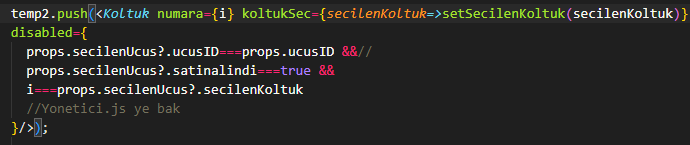 temp2.push(<Koltuk numara={i} koltukSec={secilenKoltuk=>setSecilenKoltuk(secilenKoltuk)}
disabled={
props.secilenUcus?.ucusID===props.ucusID &&//
props.secilenUcus?.satinalindi===true &&
i===props.secilenUcus?.secilenKoltuk
//Yonetici.js ye bak
}/>);